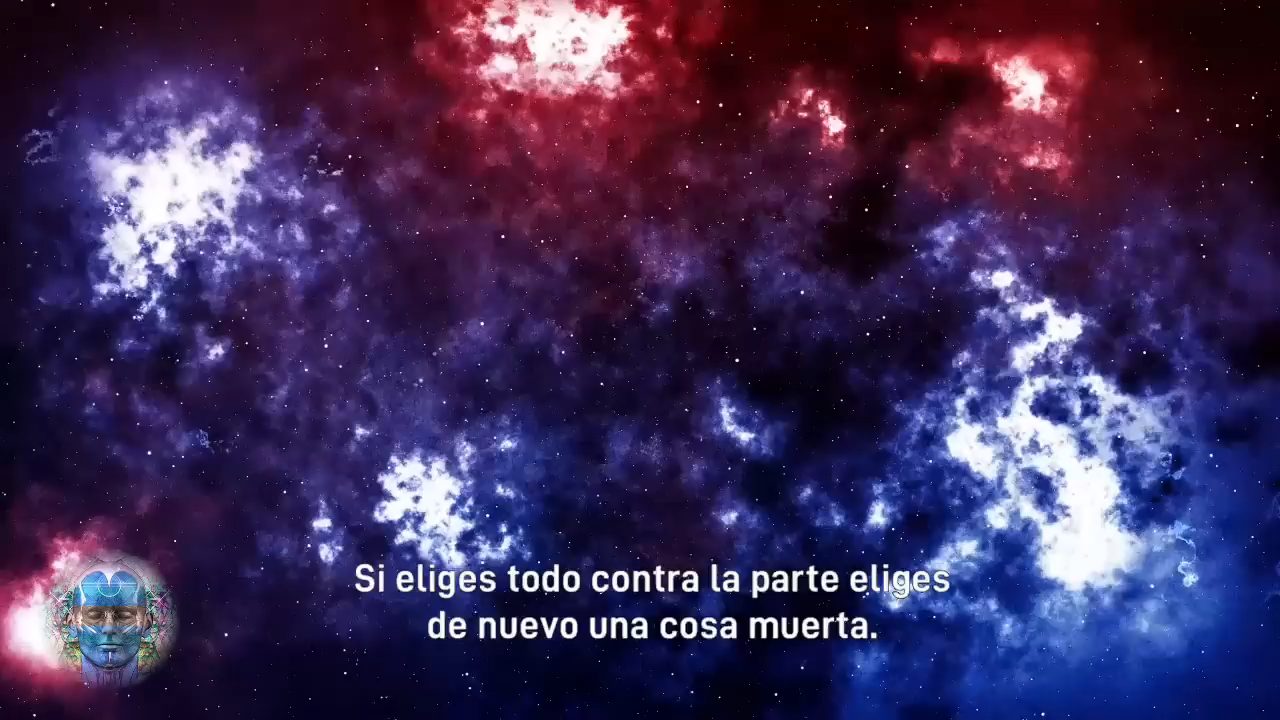 Si eliges todo contra la parte eliges
de nuevo una cosa muerta.